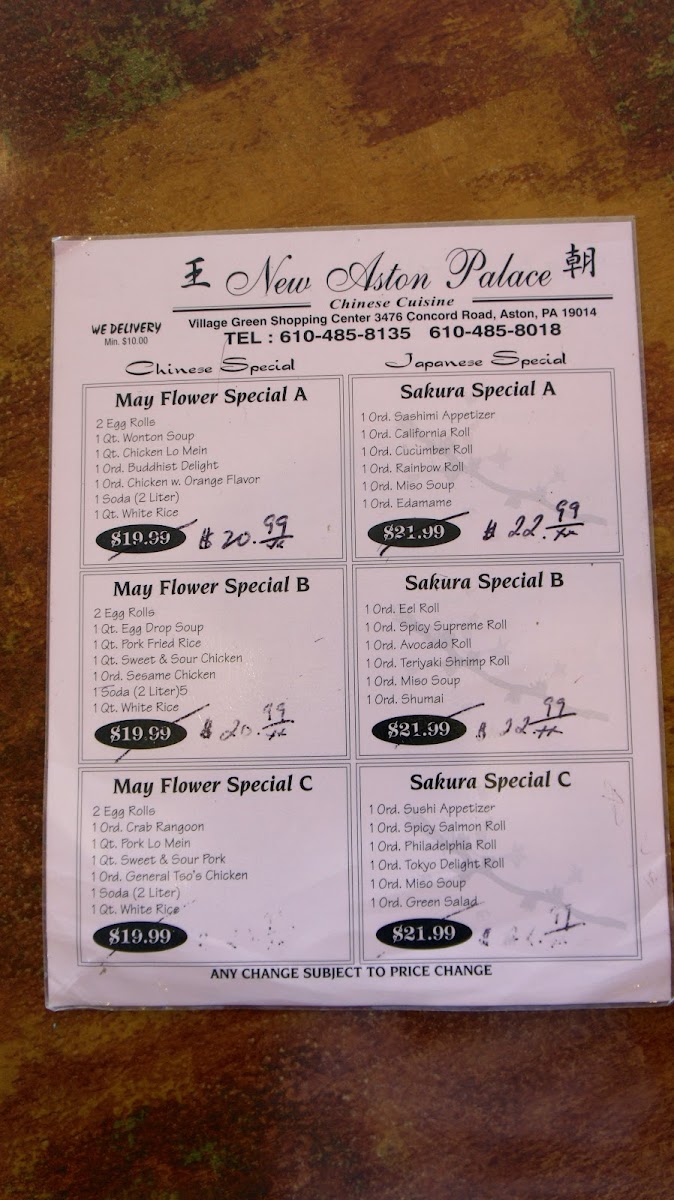 王 New Aston Palace 朝
Chinese Cuisine
Village Green Shopping Center 3476 Concord Road, Aston, PA 19014
WE DELIVERY
Min. $10.00
TEL : 610-485-8135 610-485-8018
Chinese Special
May Flower Special A
2 Egg Rolls
1 Qt. Wonton Soup
1 Qt. Chicken Lo Mein
1 Ord. Buddhist Delight
1 Ord. Chicken w. Orange Flavor
1 Soda (2 Liter)
1 Qt. White Rice
$19.99 $20.99
May Flower Special B
2 Egg Rolls
1 Qt. Egg Drop Soup
1 Qt. Pork Fried Rice
1 Qt. Sweet & Sour Chicken
1 Ord. Sesame Chicken
1 Soda (2 Liter)5
1 Qt. White Rice
$19.99 $20.99
May Flower Special C
2 Egg Rolls
1 Ord. Crab Rangoon
1 Qt. Pork Lo Mein
1 Qt. Sweet & Sour Pork
1 Ord. General Tso's Chicken
1 Soda (2 Liter)
1 Qt. White Rice
$19.99
Japanese Special
Sakura Special A
1 Ord. Sashimi Appetizer
1 Ord. California Roll
1 Ord. Cucumber Roll
1 Ord. Rainbow Roll
1 Ord. Miso Soup
1 Ord. Edamame
$21.99 $22.99
Sakura Special B
1 Ord. Eel Roll
1 Ord. Spicy Supreme Roll
1 Ord. Avocado Roll
1 Ord. Teriyaki Shrimp Roll
1 Ord. Miso Soup
1 Ord. Shumai
$21.99 $22.99
Sakura Special C
1 Ord. Sushi Appetizer
1 Ord. Spicy Salmon Roll
1 Ord. Philadelphia Roll
1 Ord. Tokyo Delight Roll
1 Ord. Miso Soup
1 Ord. Green Salad
$21.99
ANY CHANGE SUBJECT TO PRICE CHANGE